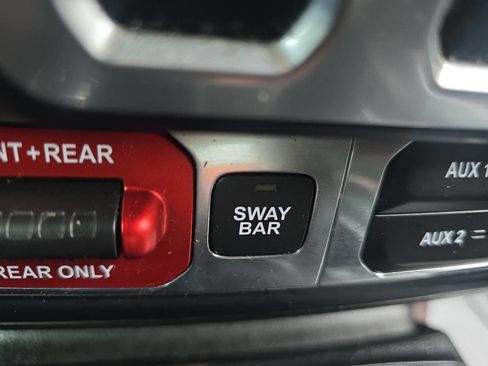 NT+REAR
REAR ONLY
SWAY
BAR
AUX 1
AUX 2 =